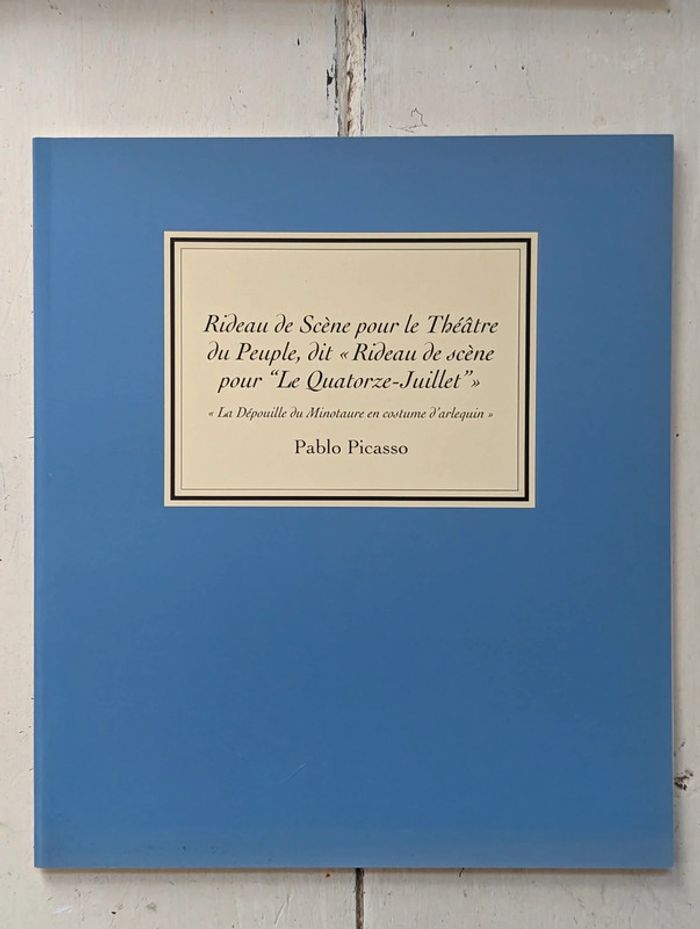 Rideau de Scène pour le Théâtre
du Peuple, dit « Rideau de scène
pour “Le Quatorze-Juillet”»
« La Dépouille du Minotaure en costume d'arlequin »
Pablo Picasso